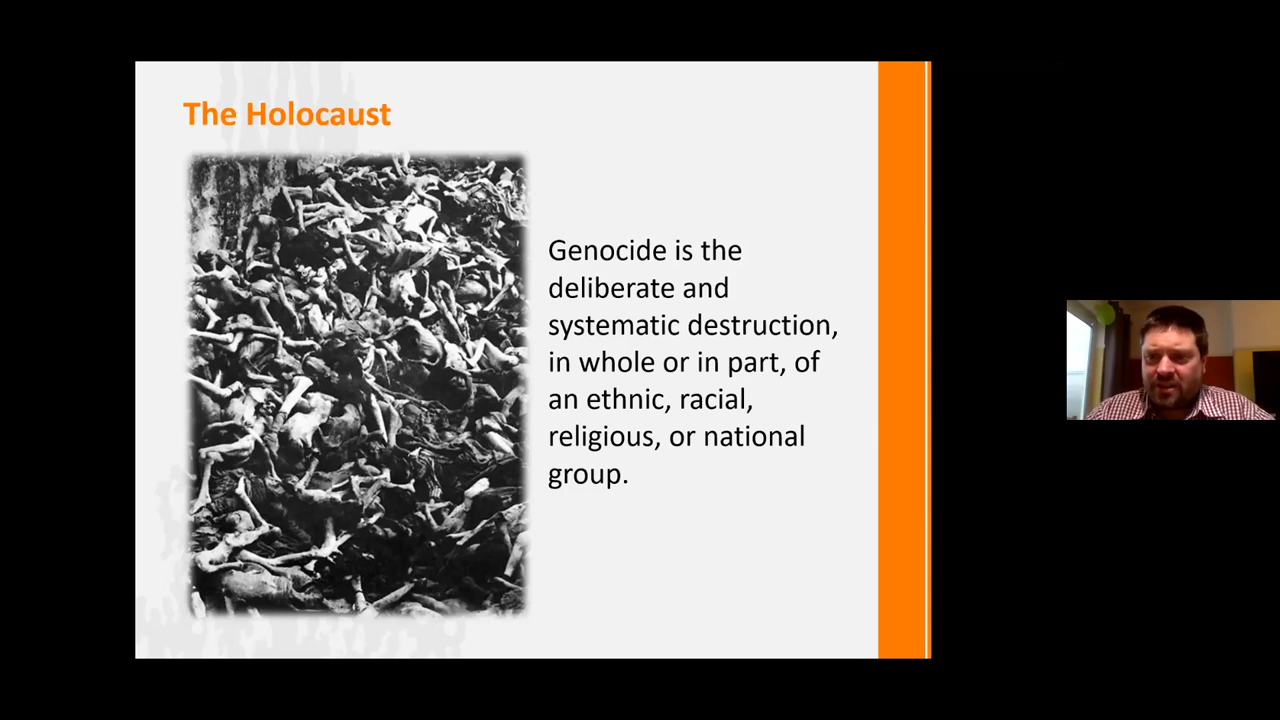 The Holocaust
Genocide is the
deliberate and
systematic destruction,
in whole or in part, of
an ethnic, racial,
religious, or national
group.